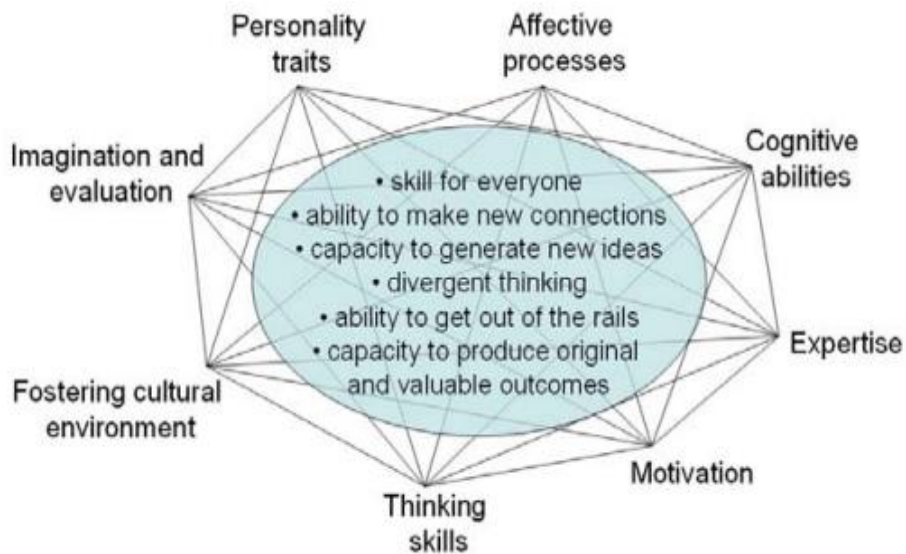 Personality
traits
Affective
processes
Imagination and
evaluation
Cognitive
abilities
• skill for everyone
• ability to make new connections
• capacity to generate new ideas
• divergent thinking
• ability to get out of the rails
• capacity to produce original
and valuable outcomes
Expertise
Fostering cultural
environment
Motivation
Thinking
skills